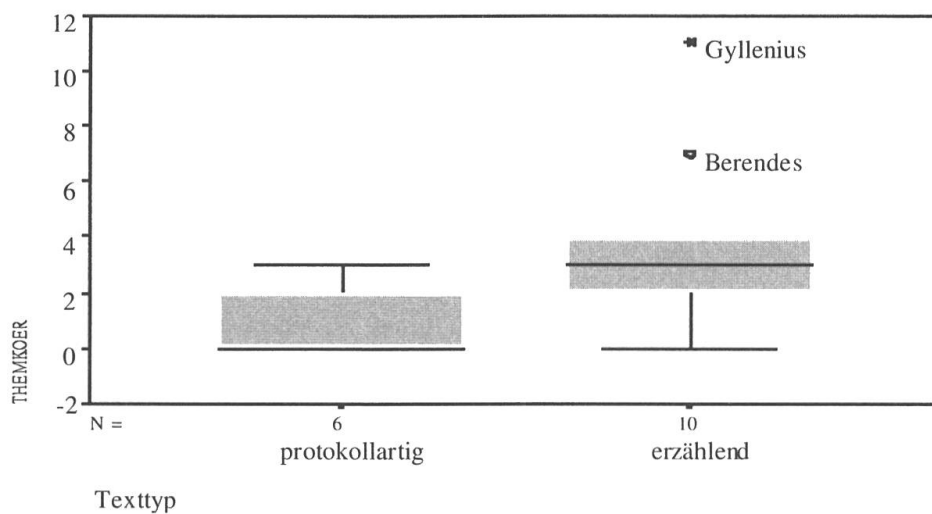 12
Gyllenius
10
8
Berendes
6
4
2
0
-2
THEMKOER
N = 6 10
protokollartig erzählend
Texttyp